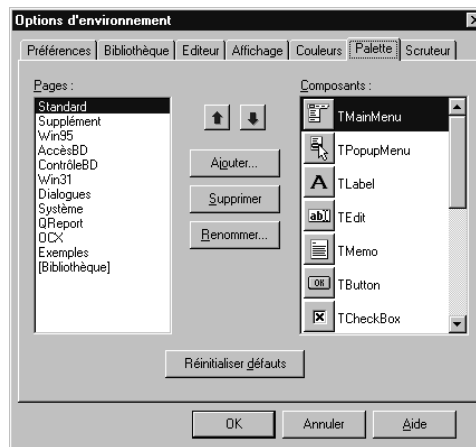 Options d'environnement
Préférences Bibliothèque Editeur Affichage Couleurs Palette Scruteur
Pages :
Standard
Supplément
Win95
AccèsBD
ContrôleBD
Win31
Dialogues
Système
QReport
OCX
Exemples
[Bibliothèque]
Ajouter...
Supprimer
Renommer...
Composants :
TMainMenu
TPopupMenu
A TLabel
ab TEdit
TMemo
OK TButton
TCheckBox
Réinitialiser défauts
OK Annuler Aide